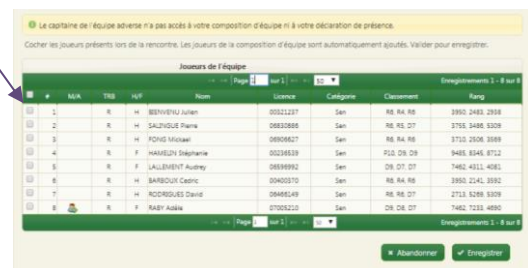 Le capitaine de l'équipe adverse n'a pas accès à votre composition d'équipe ni à votre déclaration de présence.
Cocher les joueurs présents lors de la rencontre. Les joueurs de la composition d'équipe sont automatiquement ajoutés. Valider pour enregistrer.
Joueurs de l'équipe
Page 1 sur 1 50 Enregistrements 1 - 8 sur 8
# M/A TRB H/F Nom Licence Catégorie Classement Rang
1 R H BIENVENU Julien 00321237 Sen R6, R4, R6 3950, 2483, 2958
2 R H SALINGUE Pierre 06830886 Sen R6, R5, D7 3755, 3486, 5309
3 R H FONG Mickael 06906627 Sen R6, R4, R6 3710, 2506, 3589
4 R F HAMELIN Stéphanie 00236539 Sen P10, D9, D9 9485, 8345, 8712
5 R F LALLEMENT Audrey 06596992 Sen D9, D7, D7 7462, 4311, 4081
6 R H BARBOUX Cedric 00400370 Sen R6, R4, R6 3950, 2141, 3592
7 R H RODRIGUES David 06466149 Sen R6, R6, D7 2713, 5269, 5309
8 R F RABY Adèle 07005210 Sen D9, D8, D7 7462, 7233, 4690
Page 1 sur 1 50 Enregistrements 1 - 8 sur 8
Abandonner Enregistrer